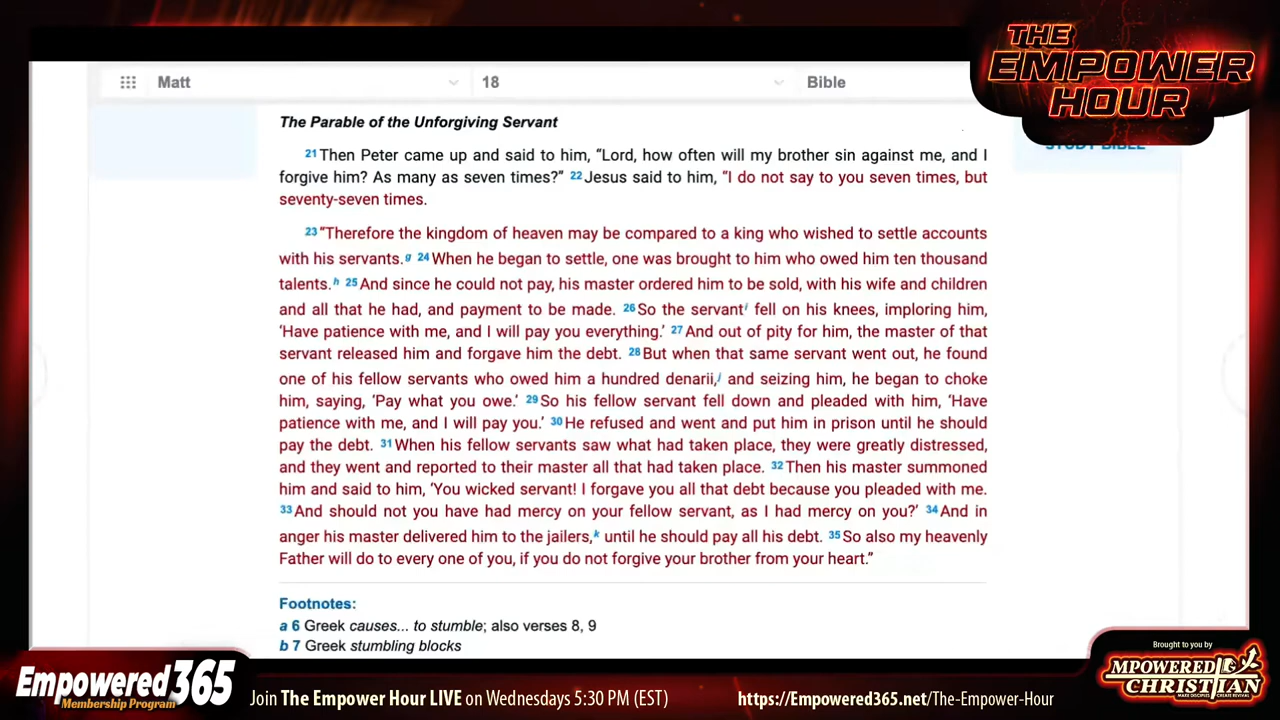 THE
EMPOWER
HOUR
Matt
18
Bible
STUDY BIBLE
The Parable of the Unforgiving Servant
21 Then Peter came up and said to him, “Lord, how often will my brother sin against me, and I
forgive him? As many as seven times?” 22 Jesus said to him, “I do not say to you seven times, but
seventy-seven times.
23 “Therefore the kingdom of heaven may be compared to a king who wished to settle accounts
with his servants.g 24 When he began to settle, one was brought to him who owed him ten thousand
talents.h 25 And since he could not pay, his master ordered him to be sold, with his wife and children
and all that he had, and payment to be made. 26 So the servanti fell on his knees, imploring him,
‘Have patience with me, and I will pay you everything.’ 27 And out of pity for him, the master of that
servant released him and forgave him the debt. 28 But when that same servant went out, he found
one of his fellow servants who owed him a hundred denarii,j and seizing him, he began to choke
him, saying, ‘Pay what you owe.’ 29 So his fellow servant fell down and pleaded with him, ‘Have
patience with me, and I will pay you.’ 30 He refused and went and put him in prison until he should
pay the debt. 31 When his fellow servants saw what had taken place, they were greatly distressed,
and they went and reported to their master all that had taken place. 32 Then his master summoned
him and said to him, ‘You wicked servant! I forgave you all that debt because you pleaded with me.
33 And should not you have had mercy on your fellow servant, as I had mercy on you?’ 34 And in
anger his master delivered him to the jailers,k until he should pay all his debt. 35 So also my heavenly
Father will do to every one of you, if you do not forgive your brother from your heart.”
Footnotes:
a 6 Greek causes... to stumble; also verses 8, 9
b 7 Greek stumbling blocks
Empowered365
Membership Program
Join The Empower Hour LIVE on Wednesdays 5:30 PM (EST)
https://Empowered365.net/The-Empower-Hour
Brought to you by
MPOWERED
CHRISTIAN
MAKE DISCIPLES CREATE REVIVAL